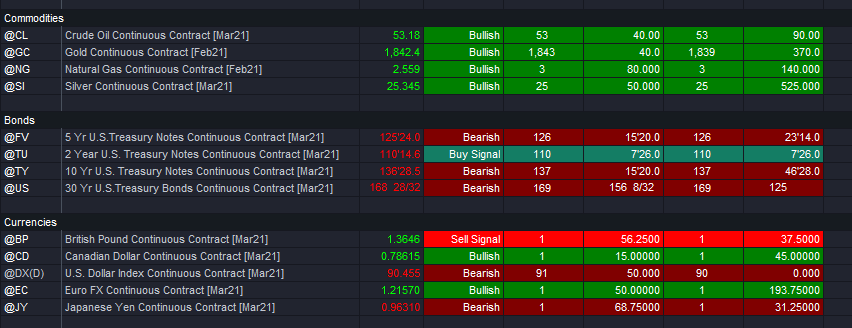 Commodities
@CL Crude Oil Continuous Contract [Mar21] 53.18 Bullish 53 40.00 53 90.00
@GC Gold Continuous Contract [Feb21] 1,842.4 Bullish 1,843 40.0 1,839 370.0
@NG Natural Gas Continuous Contract [Feb21] 2.559 Bullish 3 80.000 3 140.000
@SI Silver Continuous Contract [Mar21] 25.345 Bullish 25 50.000 25 525.000
Bonds
@FV 5 Yr U.S.Treasury Notes Continuous Contract [Mar21] 125'24.0 Bearish 126 15'20.0 126 23'14.0
@TU 2 Year U.S. Treasury Notes Continuous Contract [Mar21] 110'14.6 Buy Signal 110 7'26.0 110 7'26.0
@TY 10 Yr U.S. Treasury Notes Continuous Contract [Mar21] 136'28.5 Bearish 137 15'20.0 137 46'28.0
@US 30 Yr U.S.Treasury Bonds Continuous Contract [Mar21] 168 28/32 Bearish 169 156 8/32 169 125
Currencies
@BP British Pound Continuous Contract [Mar21] 1.3646 Sell Signal 1 56.2500 1 37.5000
@CD Canadian Dollar Continuous Contract [Mar21] 0.78615 Bullish 1 15.00000 1 45.00000
@DX(D) U.S. Dollar Index Continuous Contract [Mar21] 90.455 Bearish 91 50.000 90 0.000
@EC Euro FX Continuous Contract [Mar21] 1.21570 Bullish 1 50.00000 1 193.75000
@JY Japanese Yen Continuous Contract [Mar21] 0.96310 Bearish 1 68.75000 1 31.25000